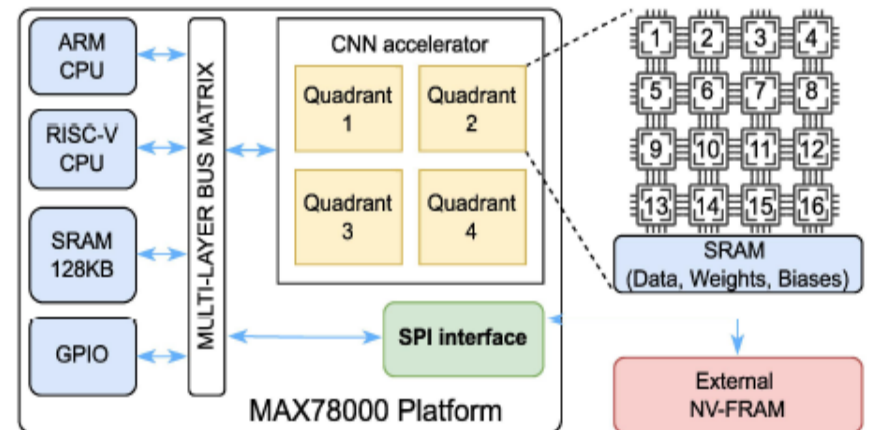 ARM
CPU
RISC-V
CPU
SRAM
128KB
GPIO
MULTI-LAYER BUS MATRIX
CNN accelerator
Quadrant
1
Quadrant
2
Quadrant
3
Quadrant
4
SPI interface
MAX78000 Platform
1 2 3 4
5 6 7 8
9 10 11 12
13 14 15 16
SRAM
(Data, Weights, Biases)
External
NV-FRAM